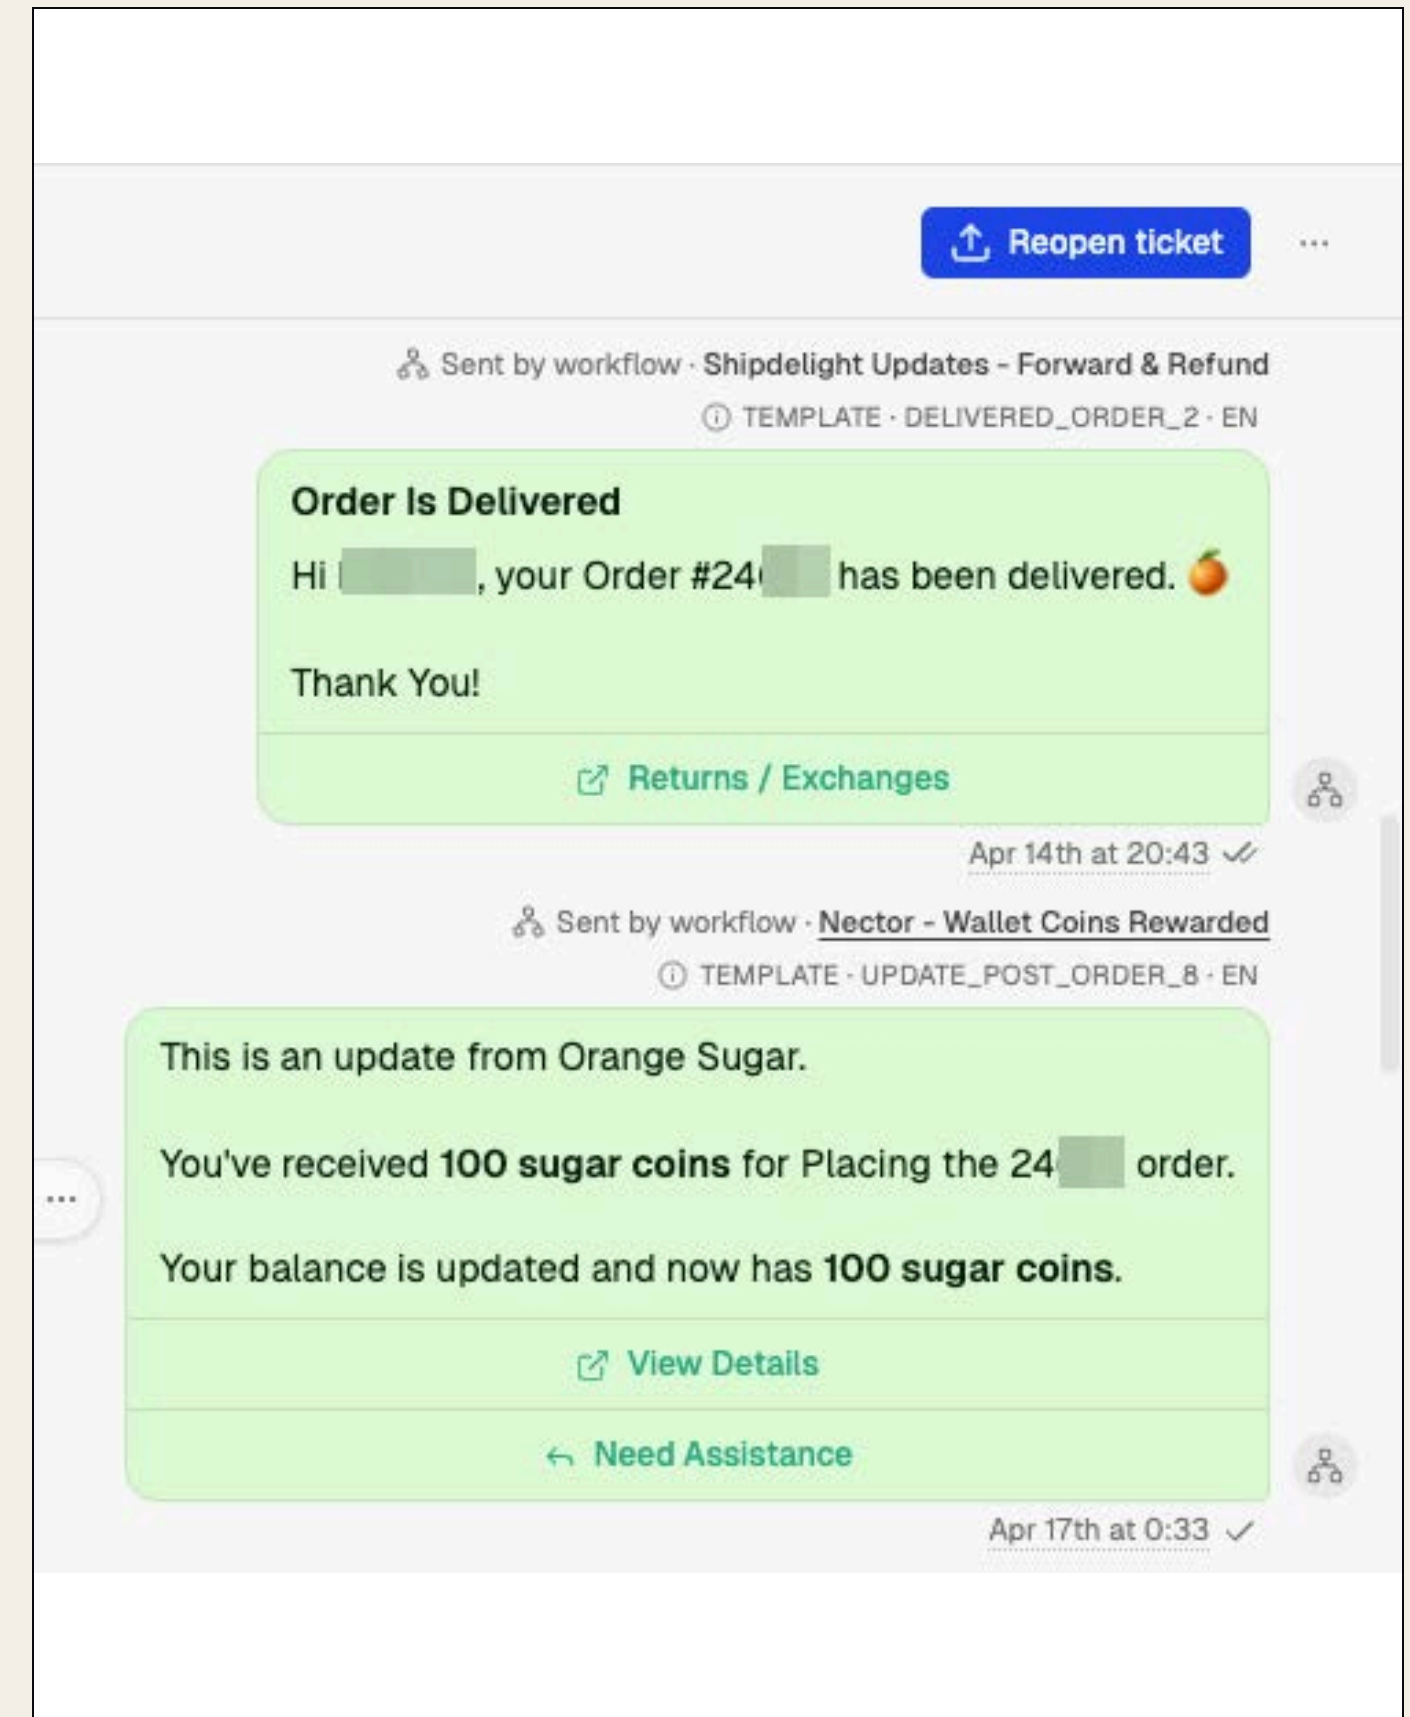 Reopen ticket
Sent by workflow · Shipdelight Updates - Forward & Refund
TEMPLATE · DELIVERED_ORDER_2 · EN
Order Is Delivered
Hi , your Order #24 has been delivered. 🍊
Thank You!
Returns / Exchanges
Apr 14th at 20:43
Sent by workflow · Nector - Wallet Coins Rewarded
TEMPLATE · UPDATE_POST_ORDER_8 · EN
This is an update from Orange Sugar.
You've received 100 sugar coins for Placing the 24 order.
Your balance is updated and now has 100 sugar coins.
View Details
Need Assistance
Apr 17th at 0:33